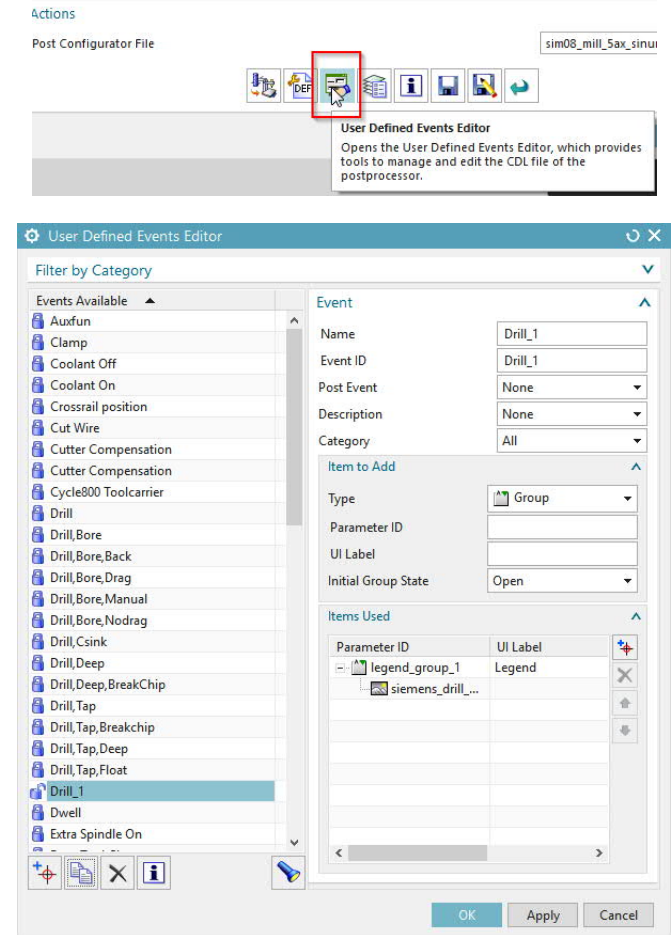 Actions
Post Configurator File
sim08_mill_5ax_sinu
DEF
User Defined Events Editor
Opens the User Defined Events Editor, which provides
tools to manage and edit the CDL file of the
postprocessor.
User Defined Events Editor
Filter by Category
Events Available
Auxfun
Clamp
Coolant Off
Coolant On
Crossrail position
Cut Wire
Cutter Compensation
Cutter Compensation
Cycle800 Toolcarrier
Drill
Drill,Bore
Drill,Bore,Back
Drill,Bore,Drag
Drill,Bore,Manual
Drill,Bore,Nodrag
Drill,Csink
Drill,Deep
Drill,Deep,BreakChip
Drill,Tap
Drill,Tap,Breakchip
Drill,Tap,Deep
Drill,Tap,Float
Drill_1
Dwell
Extra Spindle On
Event
Name Drill_1
Event ID Drill_1
Post Event None
Description None
Category All
Item to Add
Type Group
Parameter ID
UI Label
Initial Group State Open
Items Used
Parameter ID UI Label
legend_group_1 Legend
siemens_drill_...
OK Apply Cancel